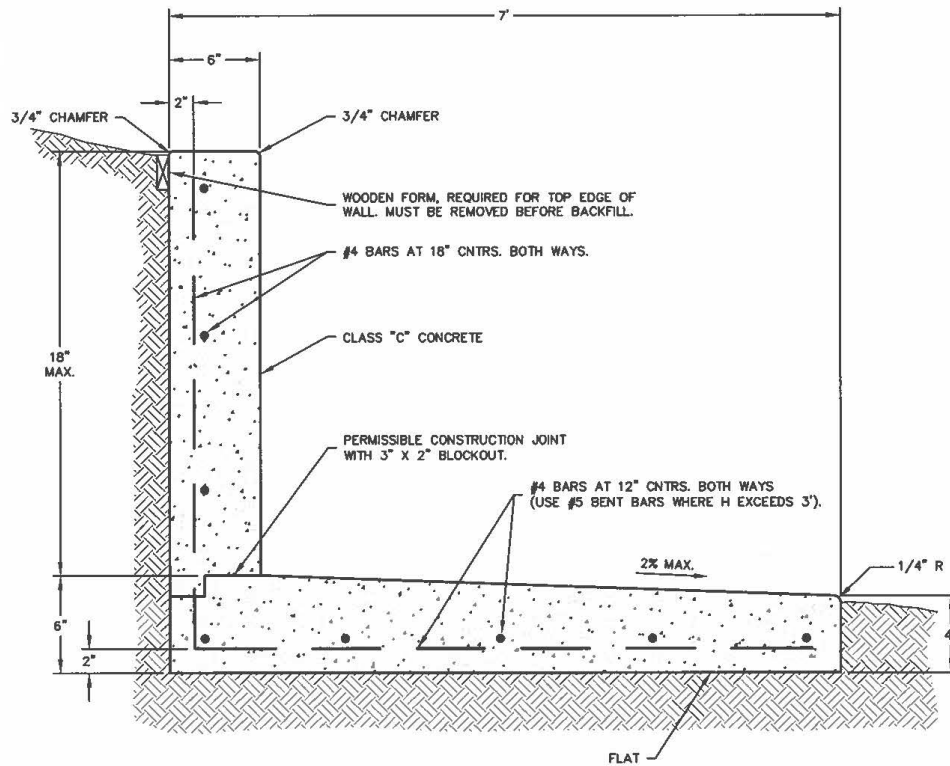 7'
6"
2"
3/4" CHAMFER
3/4" CHAMFER
WOODEN FORM, REQUIRED FOR TOP EDGE OF
WALL. MUST BE REMOVED BEFORE BACKFILL.
#4 BARS AT 18" CNTRS. BOTH WAYS.
CLASS "C" CONCRETE
18"
MAX.
PERMISSIBLE CONSTRUCTION JOINT
WITH 3" X 2" BLOCKOUT.
#4 BARS AT 12" CNTRS. BOTH WAYS
(USE #5 BENT BARS WHERE H EXCEEDS 3').
2% MAX.
1/4" R
6"
2"
4
FLAT